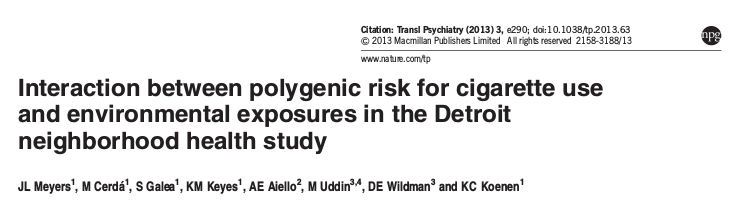 Citation: Transl Psychiatry (2013) 3, e290; doi:10.1038/tp.2013.63
© 2013 Macmillan Publishers Limited All rights reserved 2158-3188/13
npg
www.nature.com/tp
Interaction between polygenic risk for cigarette use
and environmental exposures in the Detroit
neighborhood health study
JL Meyers1, M Cerdá1, S Galea1, KM Keyes1, AE Aiello2, M Uddin3,4, DE Wildman3 and KC Koenen1